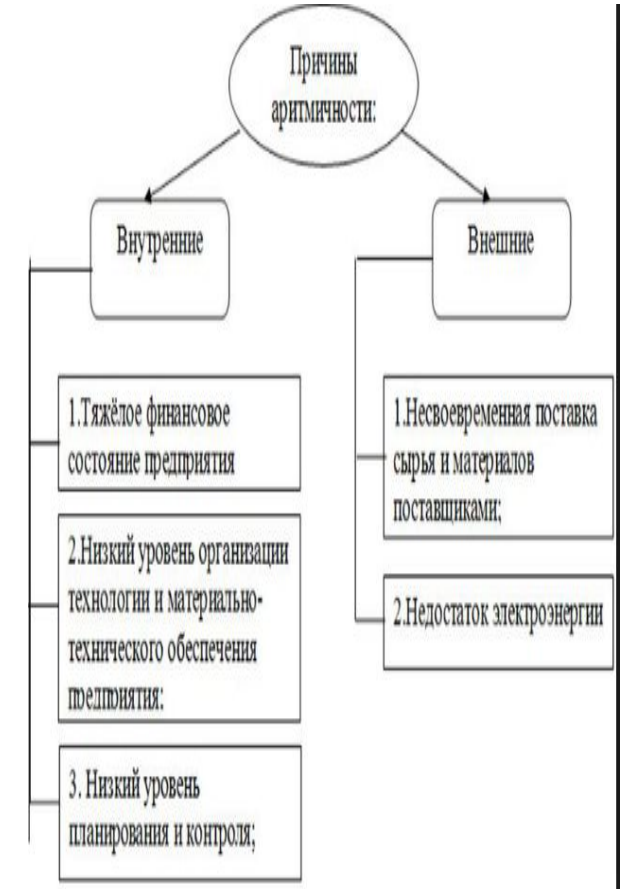 Причины
аритмичности:
Внутренние
Внешние
1.Тяжёлое финансовое
состояние предприятия
2.Низкий уровень организации
технологии и материально-
технического обеспечения
предприятия;
3. Низкий уровень
планирования и контроля;
1.Несвоевременная поставка
сырья и материалов
поставщиками;
2.Недостаток электроэнергии